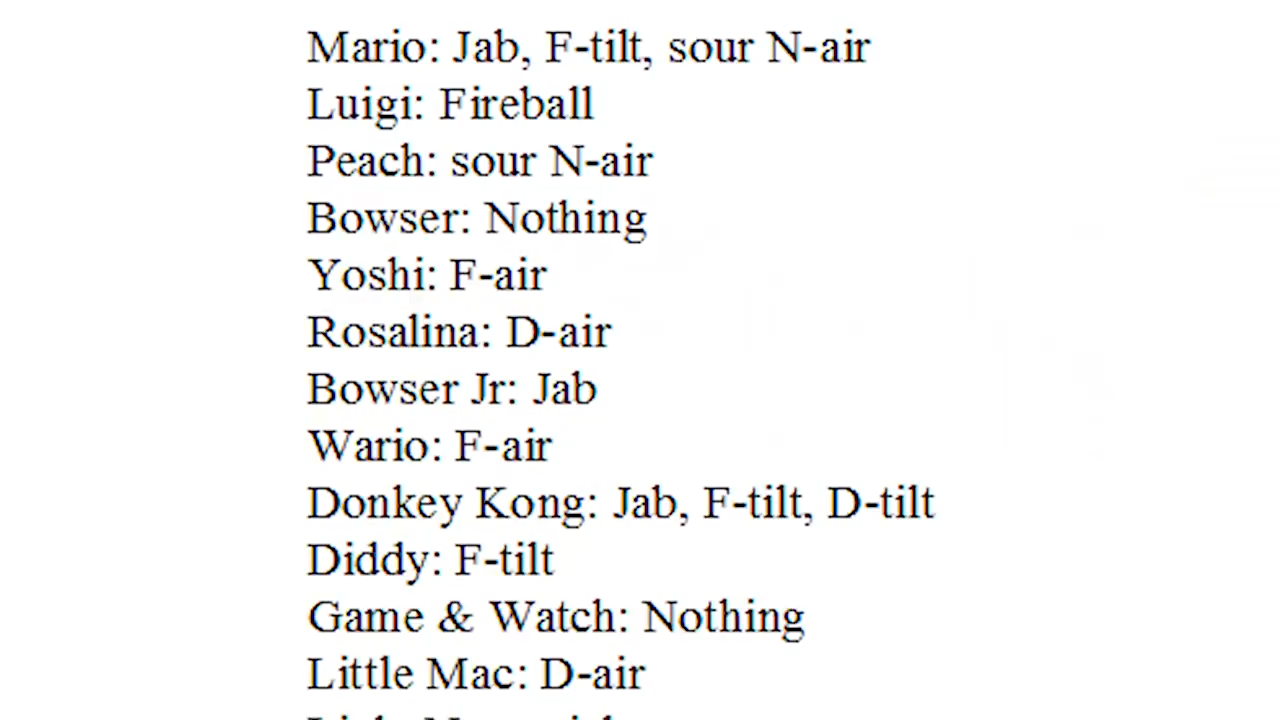 Mario: Jab, F-tilt, sour N-air
Luigi: Fireball
Peach: sour N-air
Bowser: Nothing
Yoshi: F-air
Rosalina: D-air
Bowser Jr: Jab
Wario: F-air
Donkey Kong: Jab, F-tilt, D-tilt
Diddy: F-tilt
Game & Watch: Nothing
Little Mac: D-air